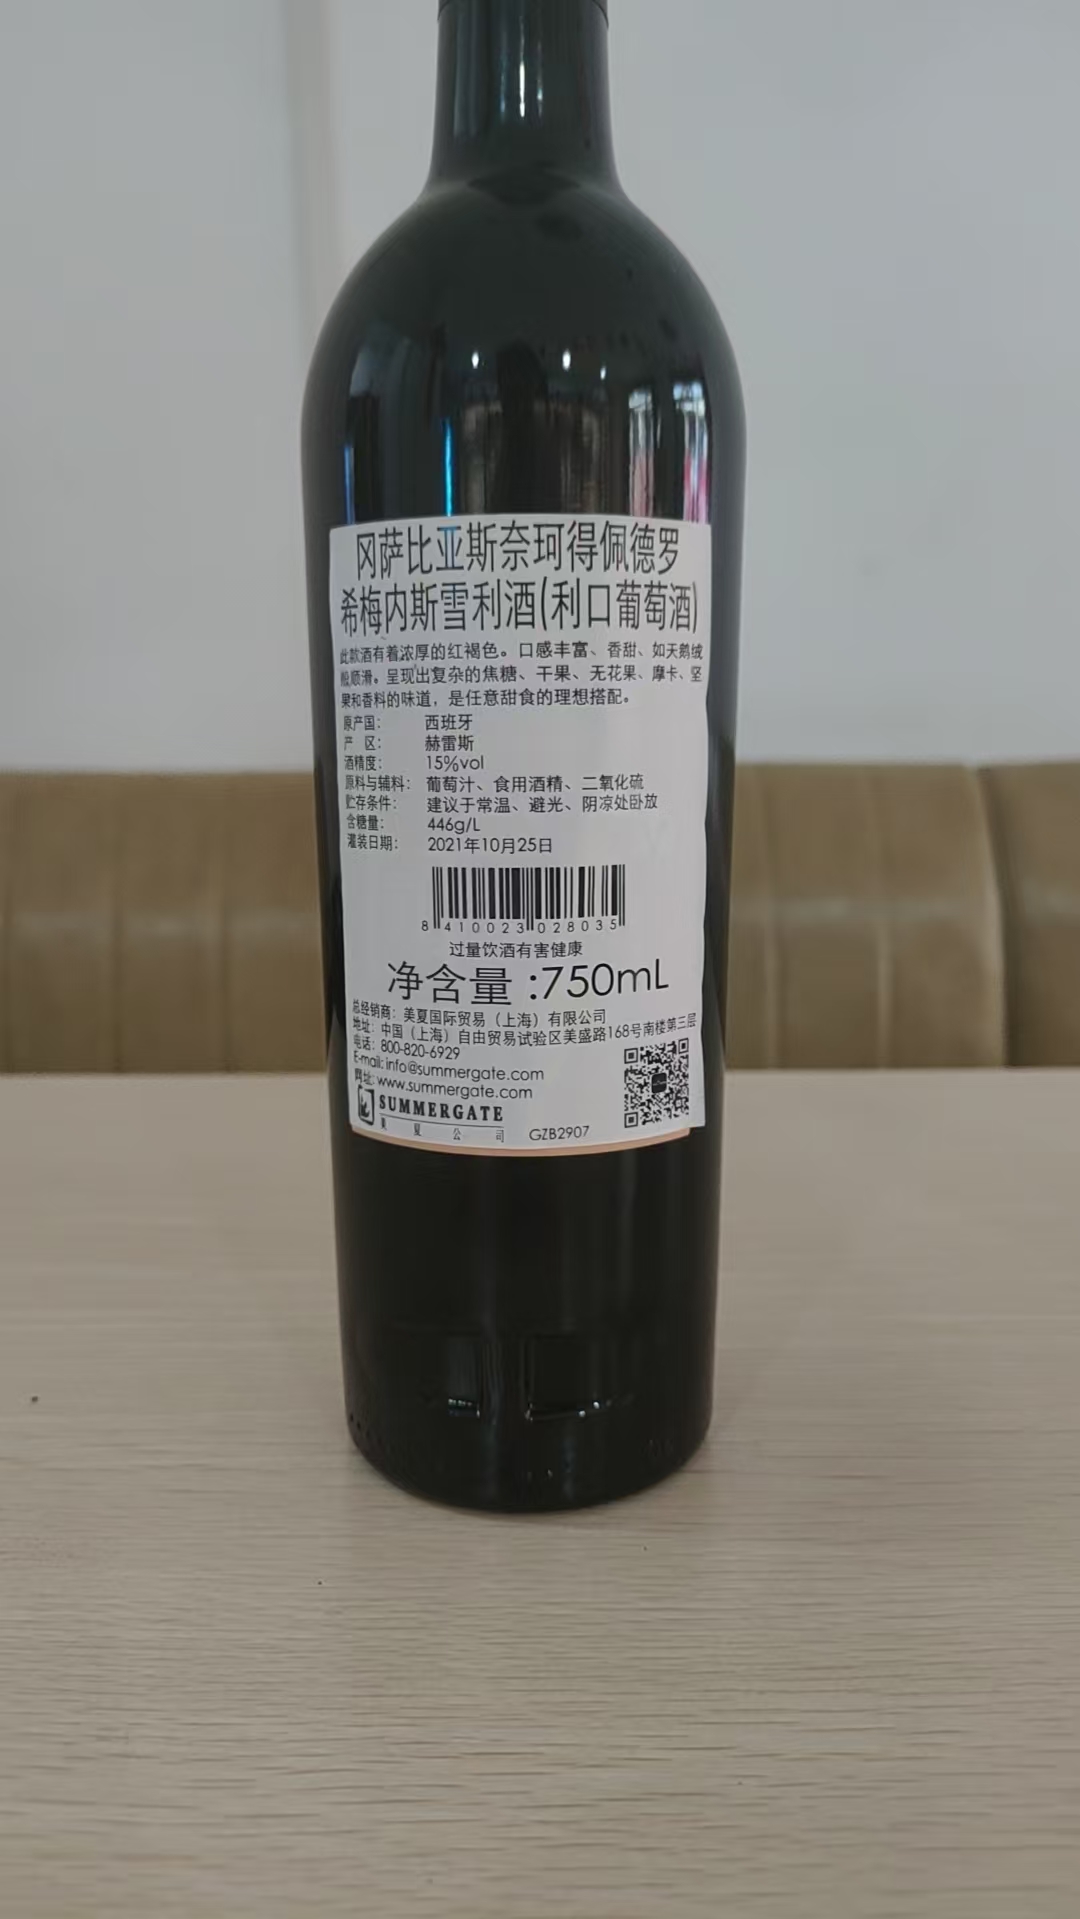 冈萨比亚斯奈珂得佩德罗
希梅内斯雪利酒(利口葡萄酒)
此款酒有着浓厚的红褐色。口感丰富、香甜、如天鹅绒
般顺滑。呈现出复杂的焦糖、干果、无花果、摩卡、坚
果和香料的味道，是任意甜食的理想搭配。
原产国： 西班牙
产 区： 赫雷斯
酒精度： 15%vol
原料与辅料： 葡萄汁、食用酒精、二氧化硫
贮存条件： 建议于常温、避光、阴凉处卧放
含糖量： 446g/L
灌装日期： 2021年10月25日
8 410023 028035
过量饮酒有害健康
净含量:750mL
总经销商：美夏国际贸易（上海）有限公司
地址：中国（上海）自由贸易试验区美盛路168号南楼第三层
电话：800-820-6929
E-mail: info@summergate.com
网址: www.summergate.com
SUMMERGATE
美夏公司 GZB2907